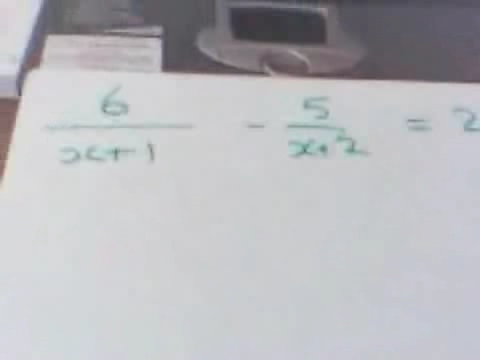 6/(x+1) - 5/(x+2) = 2